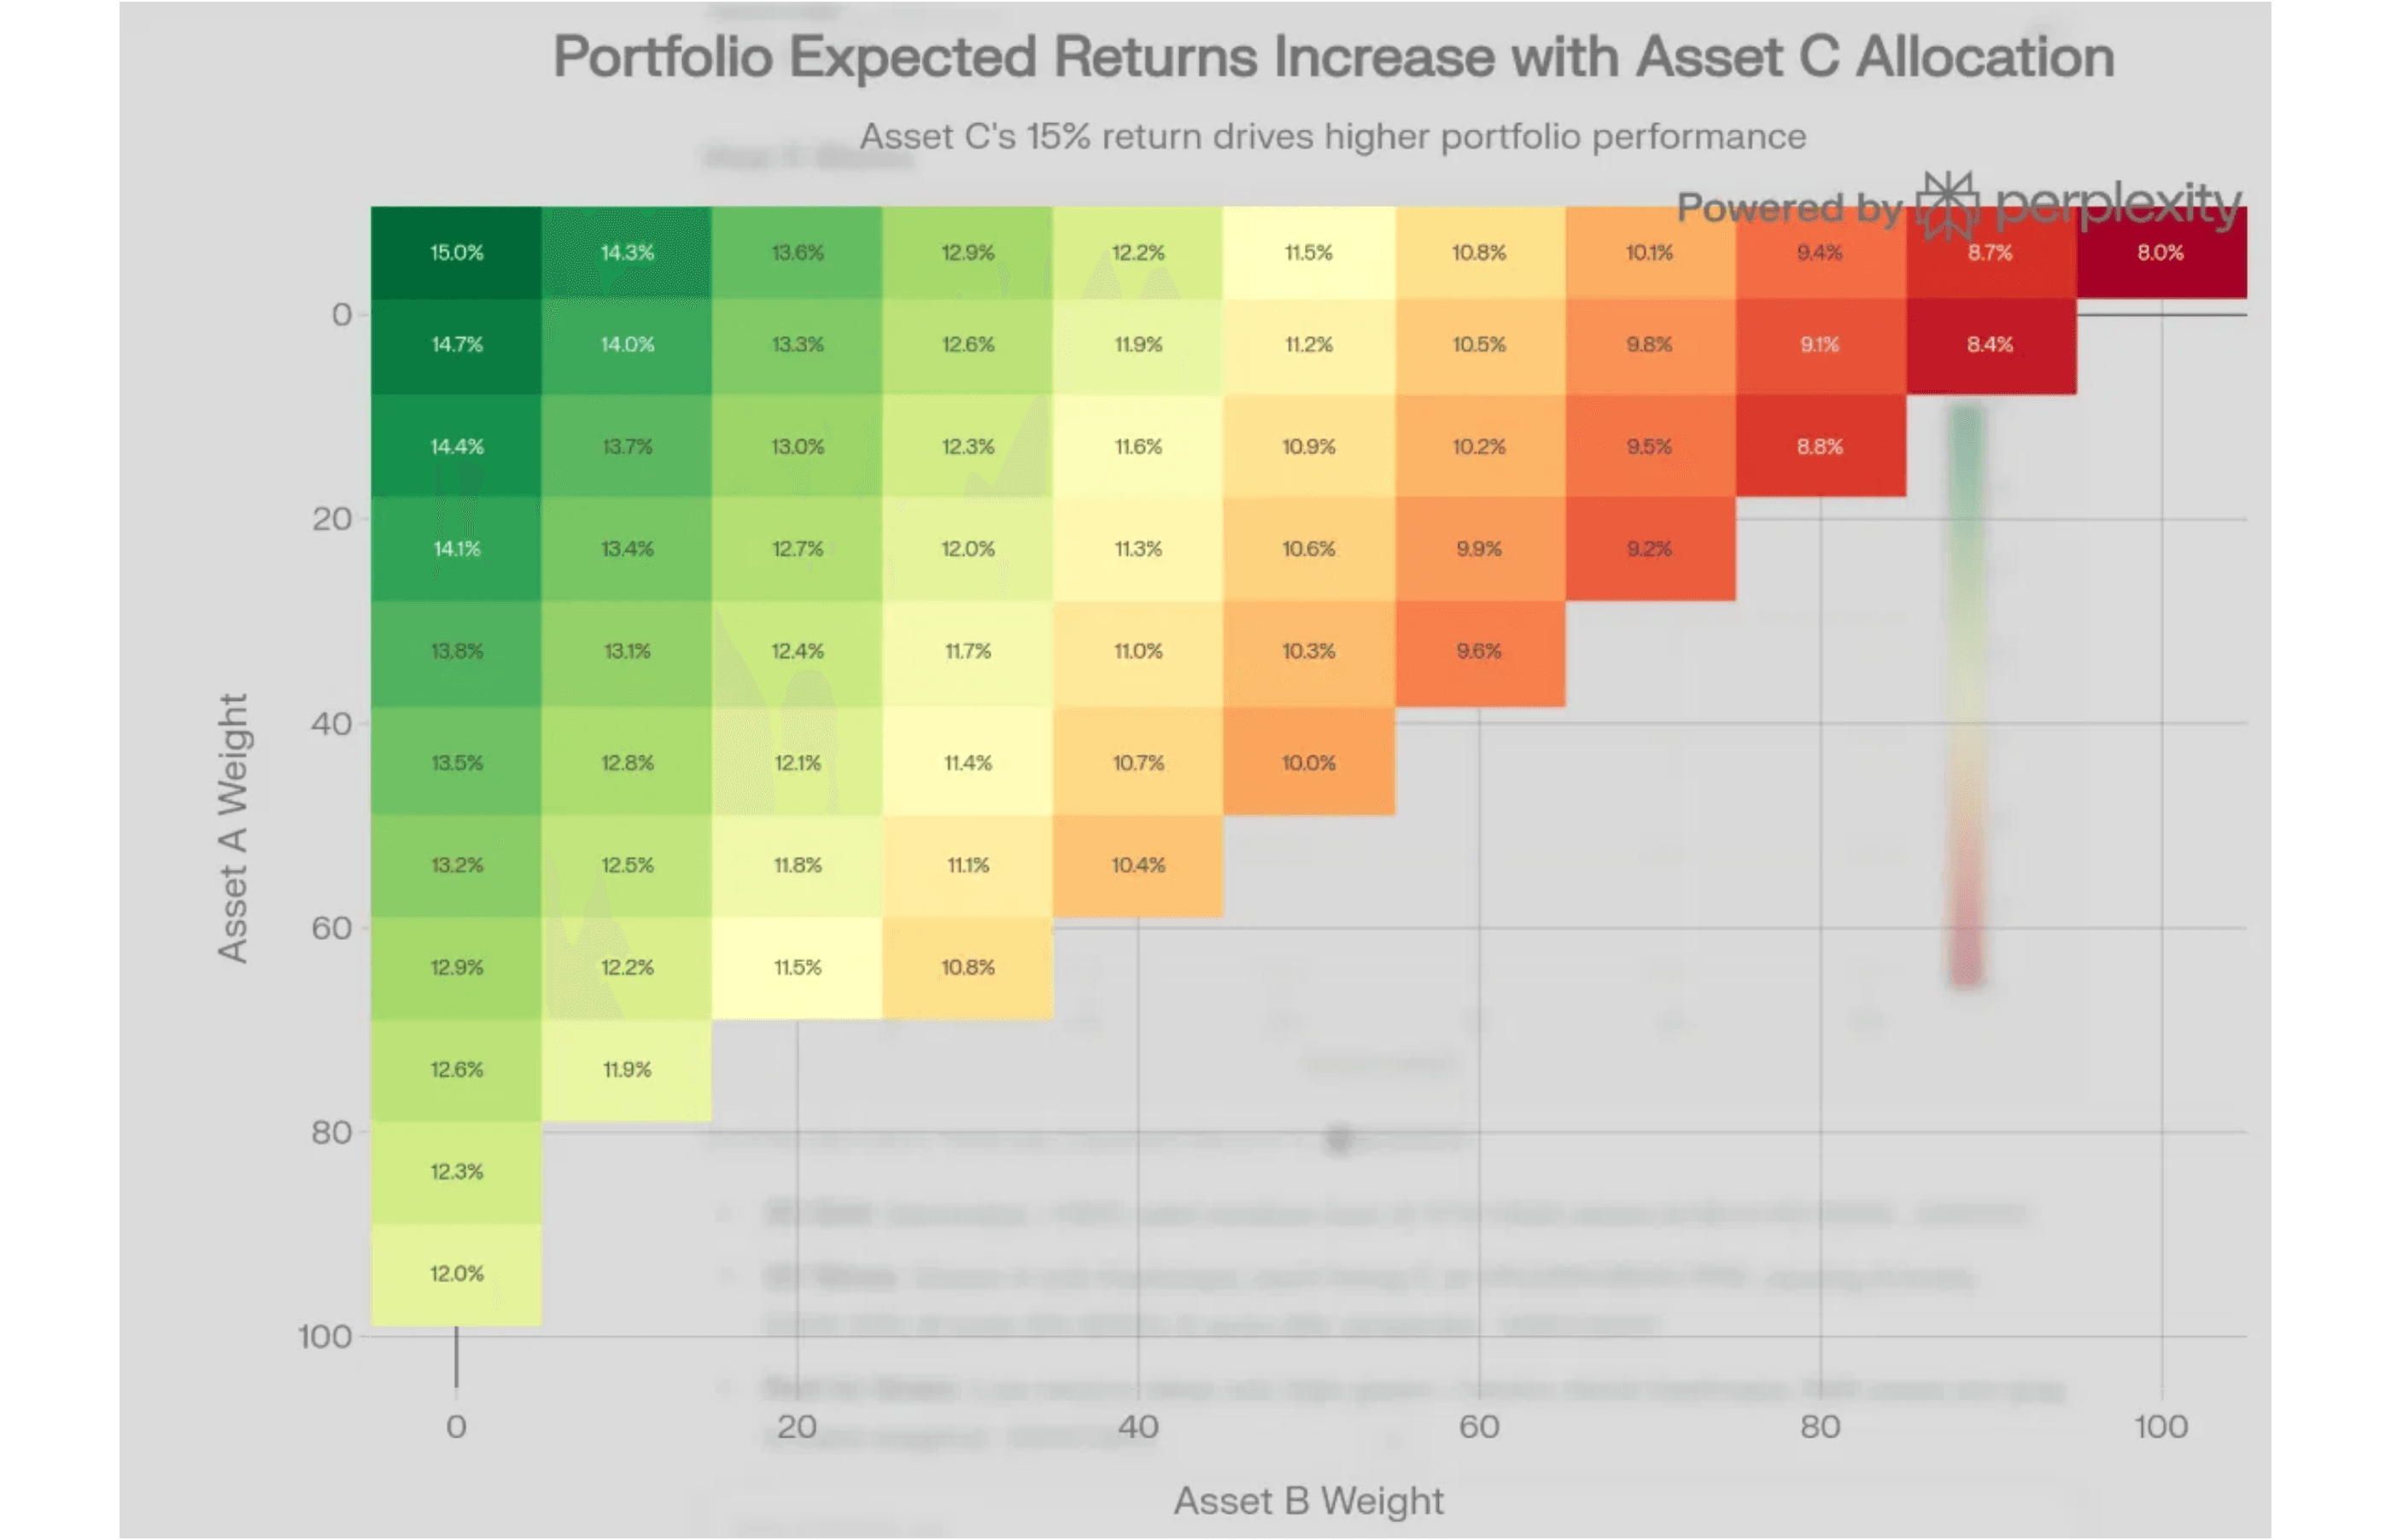 Portfolio Expected Returns Increase with Asset C Allocation
Asset C's 15% return drives higher portfolio performance
Powered by perplexity
15.0% 14.3% 13.6% 12.9% 12.2% 11.5% 10.8% 10.1% 9.4% 8.7% 8.0%
0
14.7% 14.0% 13.3% 12.6% 11.9% 11.2% 10.5% 9.8% 9.1% 8.4%
14.4% 13.7% 13.0% 12.3% 11.6% 10.9% 10.2% 9.5% 8.8%
20
14.1% 13.4% 12.7% 12.0% 11.3% 10.6% 9.9% 9.2%
13.8% 13.1% 12.4% 11.7% 11.0% 10.3% 9.6%
40
13.5% 12.8% 12.1% 11.4% 10.7% 10.0%
Asset A Weight
13.2% 12.5% 11.8% 11.1% 10.4%
60
12.9% 12.2% 11.5% 10.8%
12.6% 11.9%
80
12.3%
12.0%
100
0 20 40 60 80 100
Asset B Weight